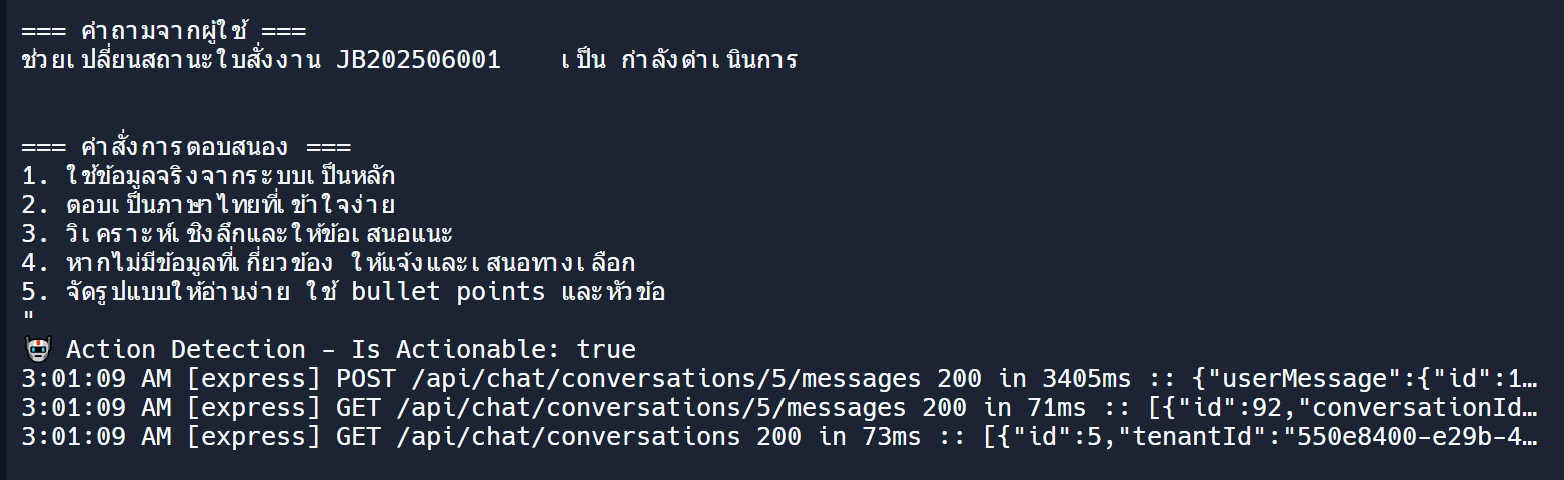 === คำถามจากผู้ใช้ ===
ช่วยเปลี่ยนสถานะใบสั่งงาน JB202506001    เป็น กำลังดำเนินการ
=== คำสั่งการตอบสนอง ===
1. ใช้ข้อมูลจริงจากระบบเป็นหลัก
2. ตอบเป็นภาษาไทยที่เข้าใจง่าย
3. วิเคราะห์เชิงลึกและให้ข้อเสนอแนะ
4. หากไม่มีข้อมูลที่เกี่ยวข้อง ให้แจ้งและเสนอทางเลือก
5. จัดรูปแบบให้อ่านง่าย ใช้ bullet points และหัวข้อ
"
🤖 Action Detection - Is Actionable: true
3:01:09 AM [express] POST /api/chat/conversations/5/messages 200 in 3405ms :: {"userMessage":{"id":1…
3:01:09 AM [express] GET /api/chat/conversations/5/messages 200 in 71ms :: [{"id":92,"conversationId…
3:01:09 AM [express] GET /api/chat/conversations 200 in 73ms :: [{"id":5,"tenantId":"550e8400-e29b-4…